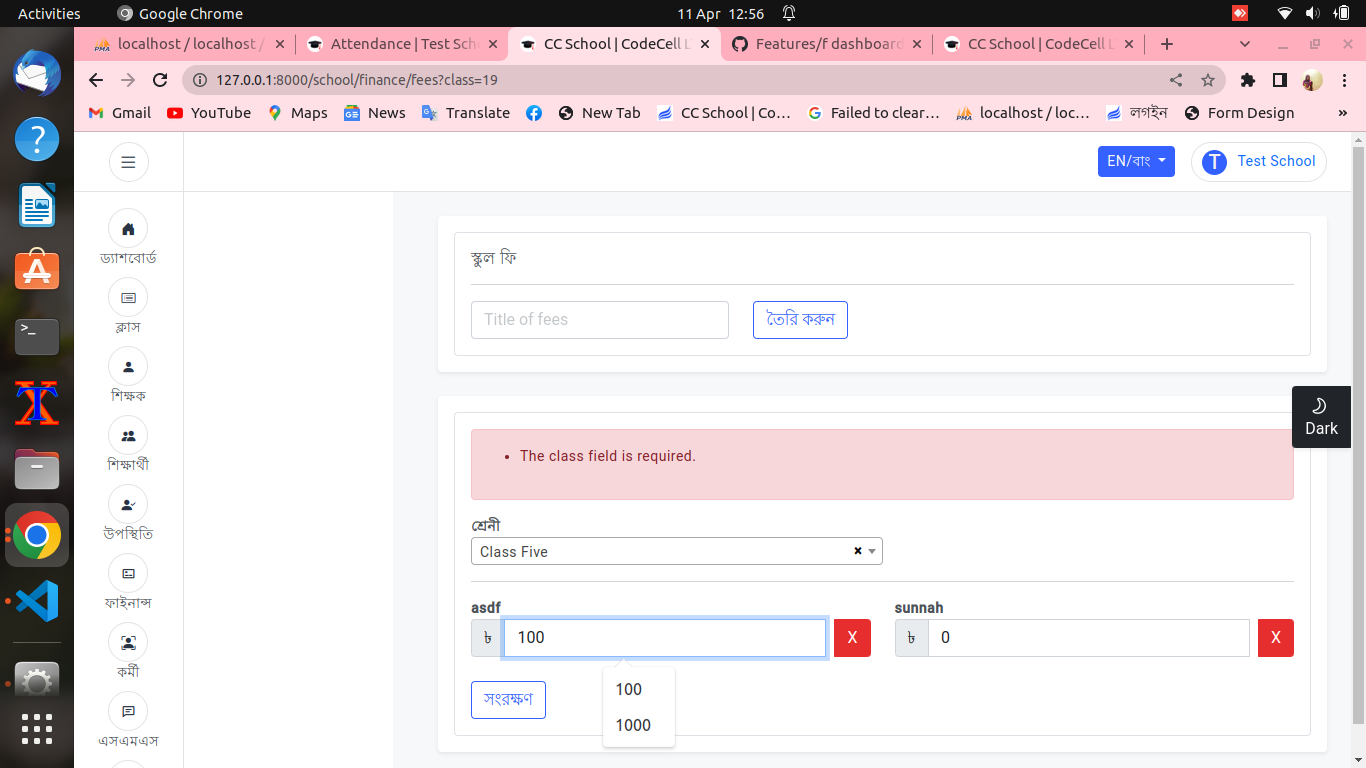 Activities Google Chrome 11 Apr 12:56
localhost / localhost / Attendance | Test Sch CC School | CodeCell L Features/f dashboard CC School | CodeCell L
127.0.0.1:8000/school/finance/fees?class=19
Gmail YouTube Maps News Translate New Tab CC School | Co… Failed to clear… localhost / loc… লগইন Form Design »
EN/বাং T Test School
ড্যাশবোর্ড
ক্লাস
শিক্ষক
শিক্ষার্থী
উপস্থিতি
ফাইনান্স
কর্মী
এসএমএস
স্কুল ফি
Title of fees তৈরি করুন
Dark
The class field is required.
শ্রেনী
Class Five ×
asdf sunnah
৳ 100 X ৳ 0 X
সংরক্ষণ
100
1000